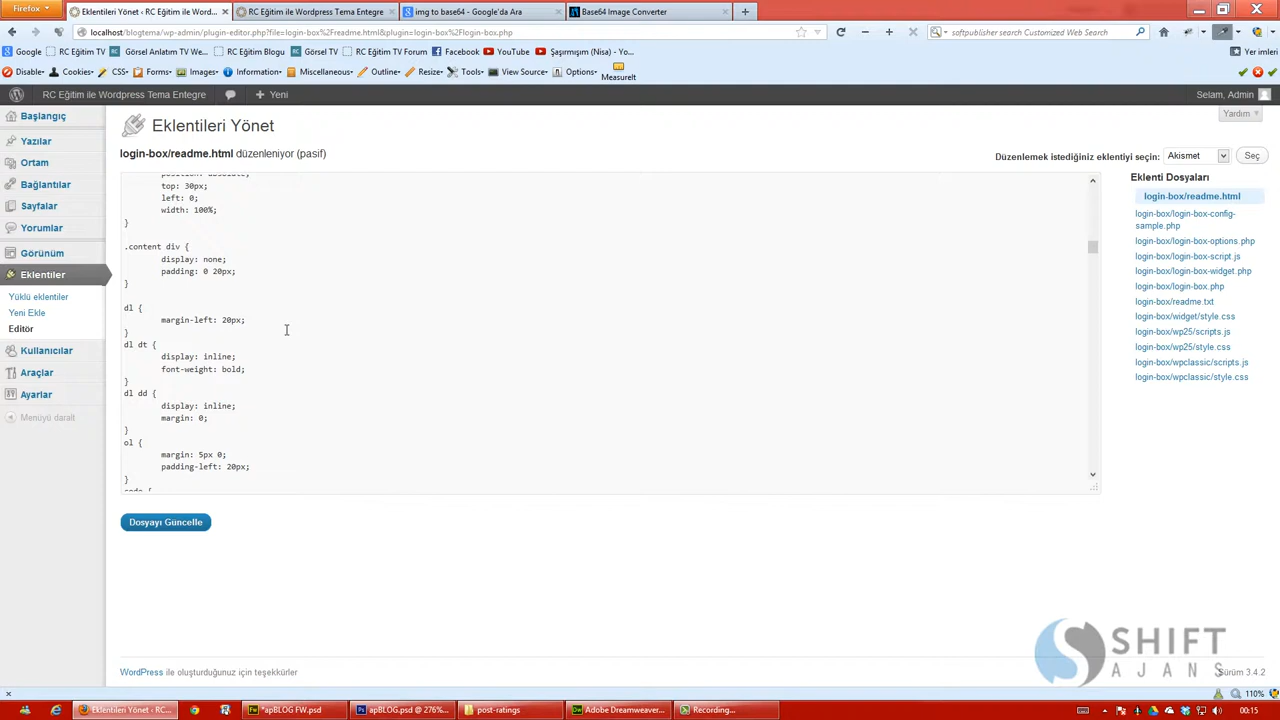 Firefox
Eklentileri Yönet ‹ RC Eğitim ile Word...
RC Eğitim ile Wordpress Tema Entegre
img to base64 - Google'da Ara
Base64 Image Converter
localhost/blogtema/wp-admin/plugin-editor.php?file=login-box%2Freadme.html&plugin=login-box%2Flogin-box.php
softpublisher search Customized Web Search
Google
RC Eğitim TV
Görsel Anlatım TV We...
RC Eğitim Blogu
Görsel TV
RC Eğitim TV Forum
Facebook
YouTube
Şaşırmışım (Nisa) - Yo...
Yer imleri
Disable
Cookies
CSS
Forms
Images
Information
Miscellaneous
Outline
Resize
Tools
View Source
Options
MeasureIt
RC Eğitim ile Wordpress Tema Entegre
Yeni
Selam, Admin
Yardım
Başlangıç
Yazılar
Ortam
Bağlantılar
Sayfalar
Yorumlar
Görünüm
Eklentiler
Yüklü eklentiler
Yeni Ekle
Editör
Kullanıcılar
Araçlar
Ayarlar
Menüyü daralt
Eklentileri Yönet
login-box/readme.html düzenleniyor (pasif)
Düzenlemek istediğiniz eklentiyi seçin: Akismet Seç
position: absolute;
top: 30px;
left: 0;
width: 100%;
}
.content div {
display: none;
padding: 0 20px;
}
dl {
margin-left: 20px;
}
dl dt {
display: inline;
font-weight: bold;
}
dl dd {
display: inline;
margin: 0;
}
ol {
margin: 5px 0;
padding-left: 20px;
}
code {
Eklenti Dosyaları
login-box/readme.html
login-box/login-box-config-
sample.php
login-box/login-box-options.php
login-box/login-box-script.js
login-box/login-box-widget.php
login-box/login-box.php
login-box/readme.txt
login-box/widget/style.css
login-box/wp25/scripts.js
login-box/wp25/style.css
login-box/wpclassic/scripts.js
login-box/wpclassic/style.css
Dosyayı Güncelle
SHIFT
AJANS
WordPress ile oluşturduğunuz için teşekkürler
Sürüm 3.4.2
110%
Eklentileri Yönet ‹ RC...
*apBLOG FW.psd
apBLOG.psd @ 276%...
post-ratings
Adobe Dreamweaver...
Recording...
00:15